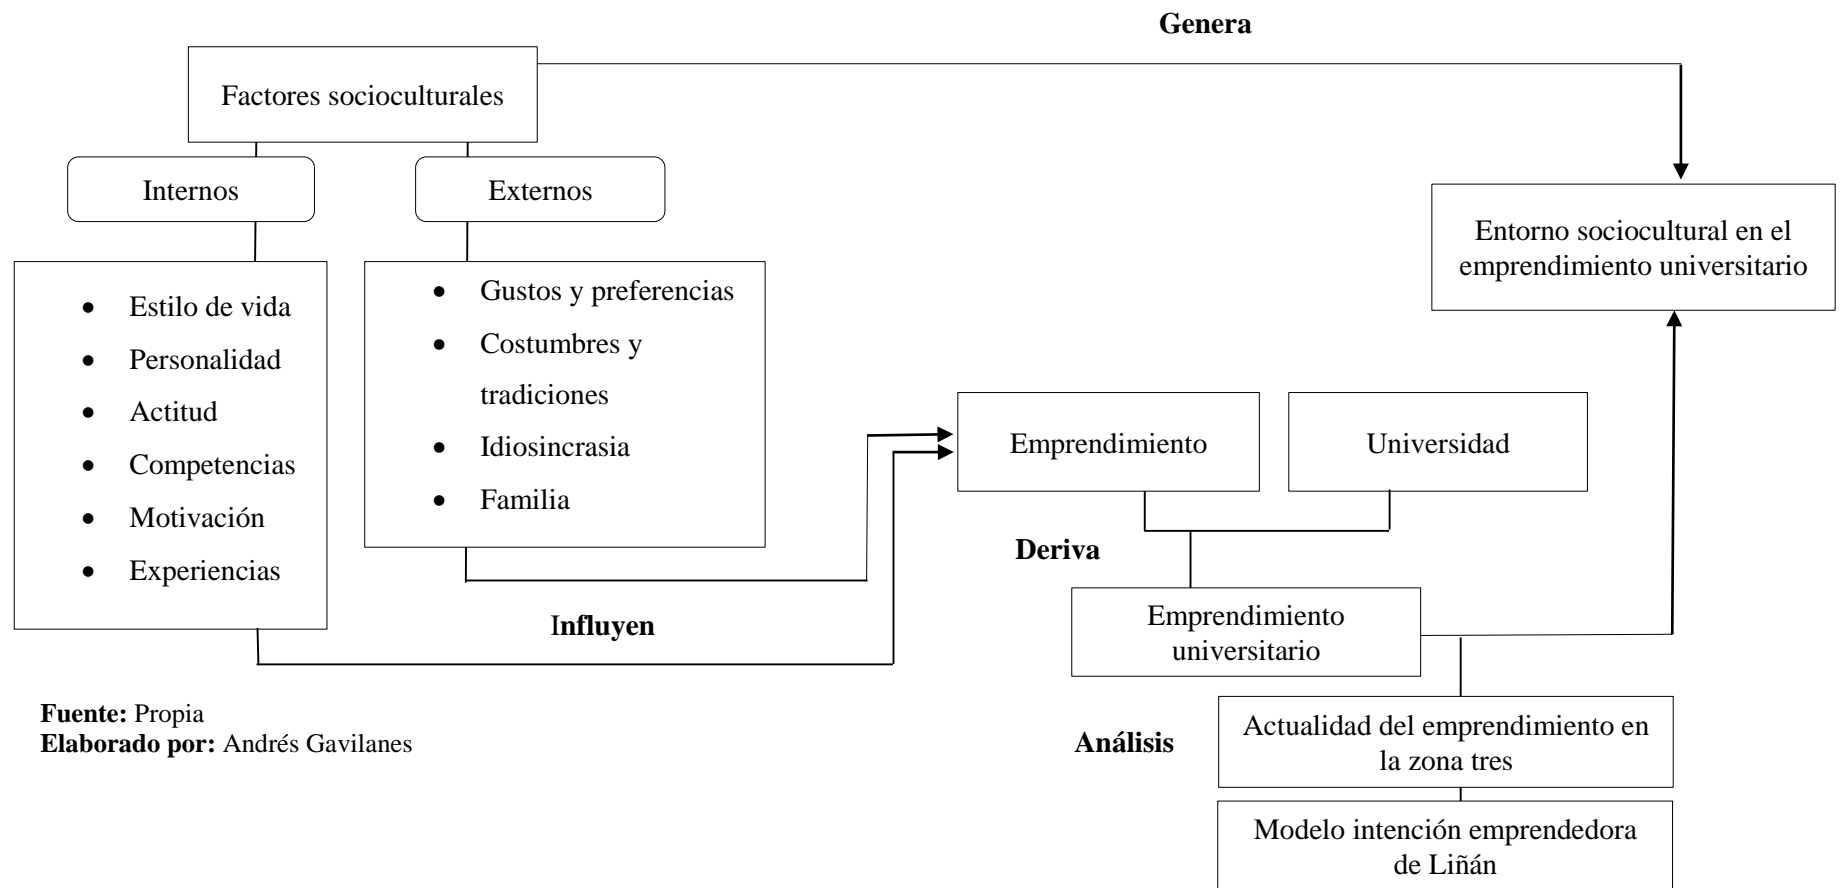 Genera
Factores socioculturales
Internos
Externos
• Estilo de vida
• Personalidad
• Actitud
• Competencias
• Motivación
• Experiencias
• Gustos y preferencias
• Costumbres y
tradiciones
• Idiosincrasia
• Familia
Influyen
Entorno sociocultural en el
emprendimiento universitario
Emprendimiento
Universidad
Deriva
Emprendimiento
universitario
Análisis
Actualidad del emprendimiento en
la zona tres
Modelo intención emprendedora
de Liñán
Fuente: Propia
Elaborado por: Andrés Gavilanes